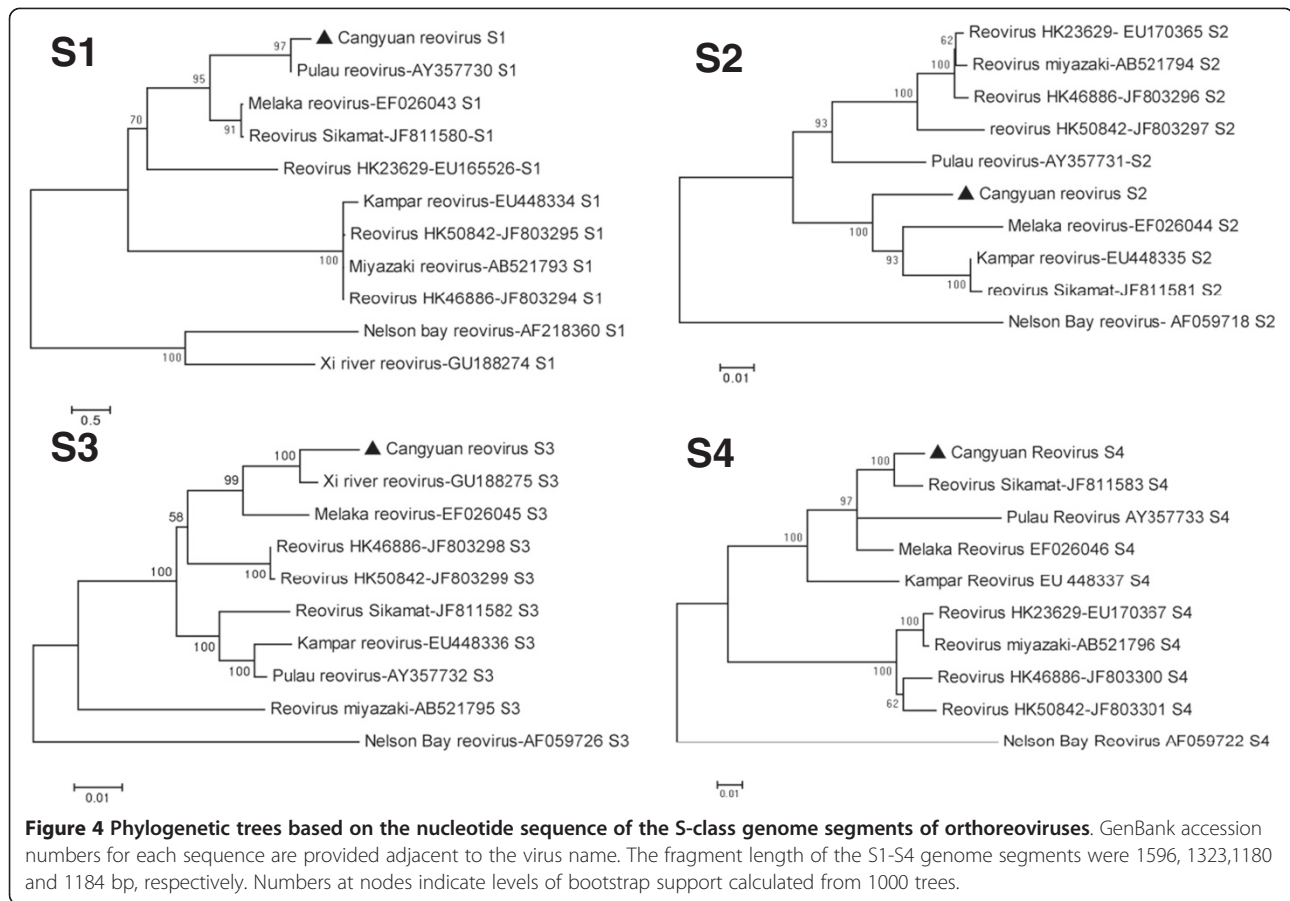 S1
97
▲ Cangyuan reovirus S1
Pulau reovirus-AY357730 S1
95
Melaka reovirus-EF026043 S1
91
Reovirus Sikamat-JF811580-S1
70
Reovirus HK23629-EU165526-S1
Kampar reovirus-EU448334 S1
Reovirus HK50842-JF803295 S1
Miyazaki reovirus-AB521793 S1
100
Reovirus HK46886-JF803294 S1
Nelson bay reovirus-AF218360 S1
100
Xi river reovirus-GU188274 S1
0.5
S2
62
Reovirus HK23629- EU170365 S2
100
Reovirus miyazaki-AB521794 S2
100
Reovirus HK46886-JF803296 S2
reovirus HK50842-JF803297 S2
93
Pulau reovirus-AY357731-S2
▲ Cangyuan reovirus S2
100
Melaka reovirus-EF026044 S2
93
Kampar reovirus-EU448335 S2
100
reovirus Sikamat-JF811581 S2
Nelson Bay reovirus- AF059718 S2
0.01
S3
100
▲ Cangyuan reovirus S3
99
Xi river reovirus-GU188275 S3
Melaka reovirus-EF026045 S3
58
Reovirus HK46886-JF803298 S3
100
Reovirus HK50842-JF803299 S3
100
Reovirus Sikamat-JF811582 S3
100
Kampar reovirus-EU448336 S3
100
Pulau reovirus-AY357732 S3
Reovirus miyazaki-AB521795 S3
Nelson Bay reovirus-AF059726 S3
0.01
S4
100
▲ Cangyuan Reovirus S4
97
Reovirus Sikamat-JF811583 S4
Pulau Reovirus AY357733 S4
100
Melaka Reovirus EF026046 S4
Kampar Reovirus EU 448337 S4
100
Reovirus HK23629-EU170367 S4
Reovirus miyazaki-AB521796 S4
100
Reovirus HK46886-JF803300 S4
62
Reovirus HK50842-JF803301 S4
Nelson Bay Reovirus AF059722 S4
0.01
Figure 4 Phylogenetic trees based on the nucleotide sequence of the S-class genome segments of orthoreoviruses. GenBank accession
numbers for each sequence are provided adjacent to the virus name. The fragment length of the S1-S4 genome segments were 1596, 1323,1180
and 1184 bp, respectively. Numbers at nodes indicate levels of bootstrap support calculated from 1000 trees.